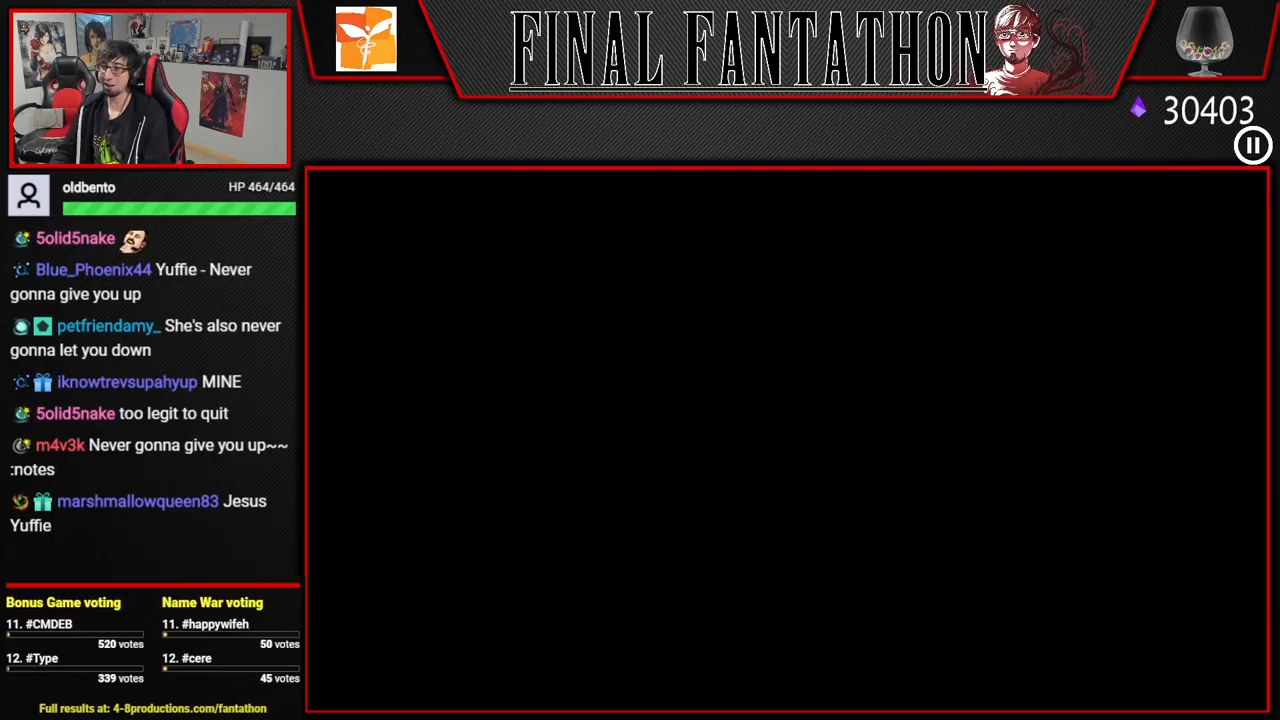 FINAL FANTATHON
30403
oldbento
HP 464/464
5olid5nake
Blue_Phoenix44 Yuffie - Never
gonna give you up
petfriendamy_ She's also never
gonna let you down
iknowtrevsupahyup MINE
5olid5nake too legit to quit
m4v3k Never gonna give you up~~
:notes
marshmallowqueen83 Jesus
Yuffie
Bonus Game voting
11. #CMDEB
520 votes
12. #Type
339 votes
Name War voting
11. #happywifeh
50 votes
12. #cere
45 votes
Full results at: 4-8productions.com/fantathon